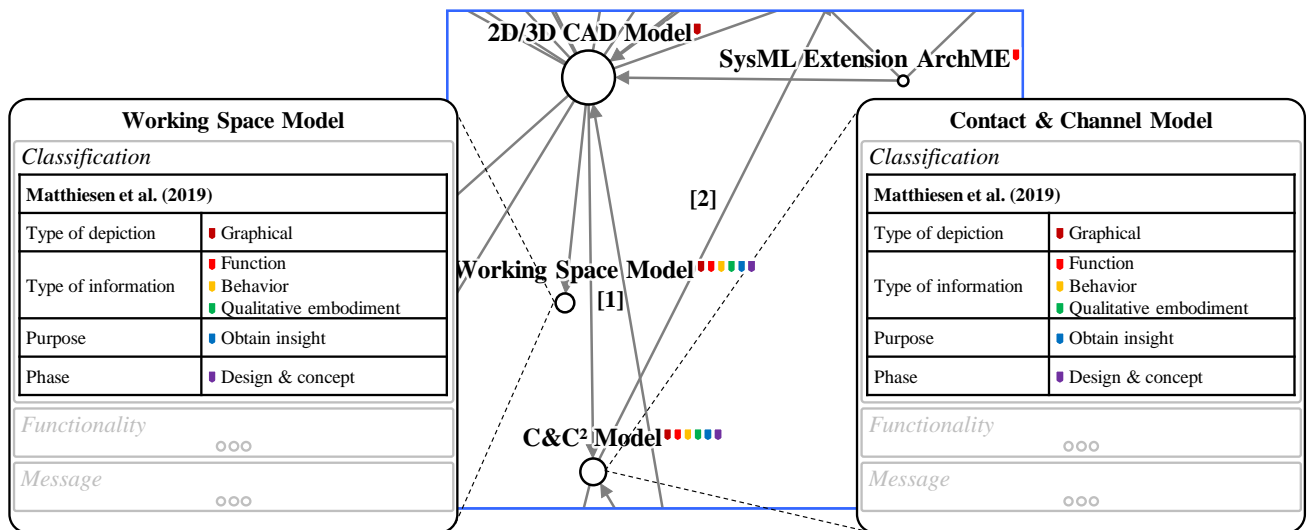 2D/3D CAD Model
SysML Extension ArchME
[2]
Working Space Model
[1]
C&C² Model
Working Space Model
Classification
Matthiesen et al. (2019)
Type of depiction
Graphical
Type of information
Function
Behavior
Qualitative embodiment
Purpose
Obtain insight
Phase
Design & concept
Functionality
Message
Contact & Channel Model
Classification
Matthiesen et al. (2019)
Type of depiction
Graphical
Type of information
Function
Behavior
Qualitative embodiment
Purpose
Obtain insight
Phase
Design & concept
Functionality
Message